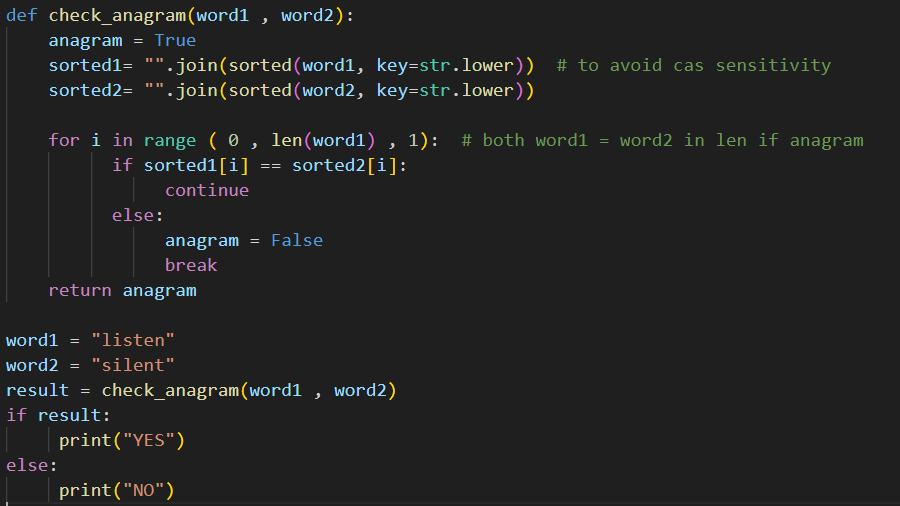 def check_anagram(word1 , word2):
    anagram = True
    sorted1= "".join(sorted(word1, key=str.lower))  # to avoid cas sensitivity
    sorted2= "".join(sorted(word2, key=str.lower))
    for i in range ( 0 , len(word1) , 1):  # both word1 = word2 in len if anagram
          if sorted1[i] == sorted2[i]:
               continue
          else:
               anagram = False
               break
    return anagram
word1 = "listen"
word2 = "silent"
result = check_anagram(word1 , word2)
if result:
     print("YES")
else:
     print("NO")